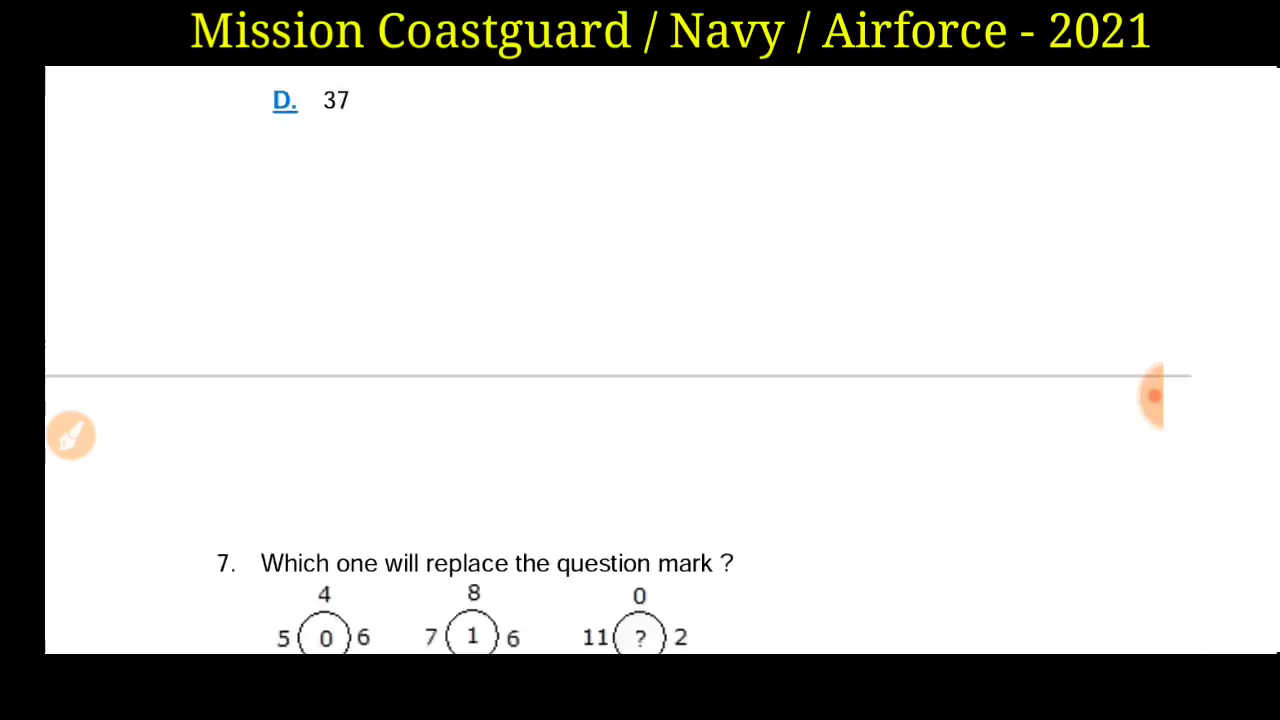 Mission Coastguard / Navy / Airforce - 2021
D. 37
7. Which one will replace the question mark ?
4 8 0
5 0 6 7 1 6 11 ? 2